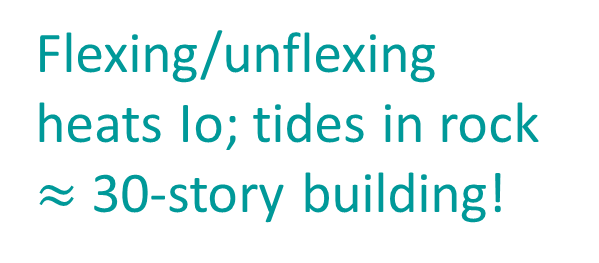 Flexing/unflexing
heats Io; tides in rock
≈ 30-story building!